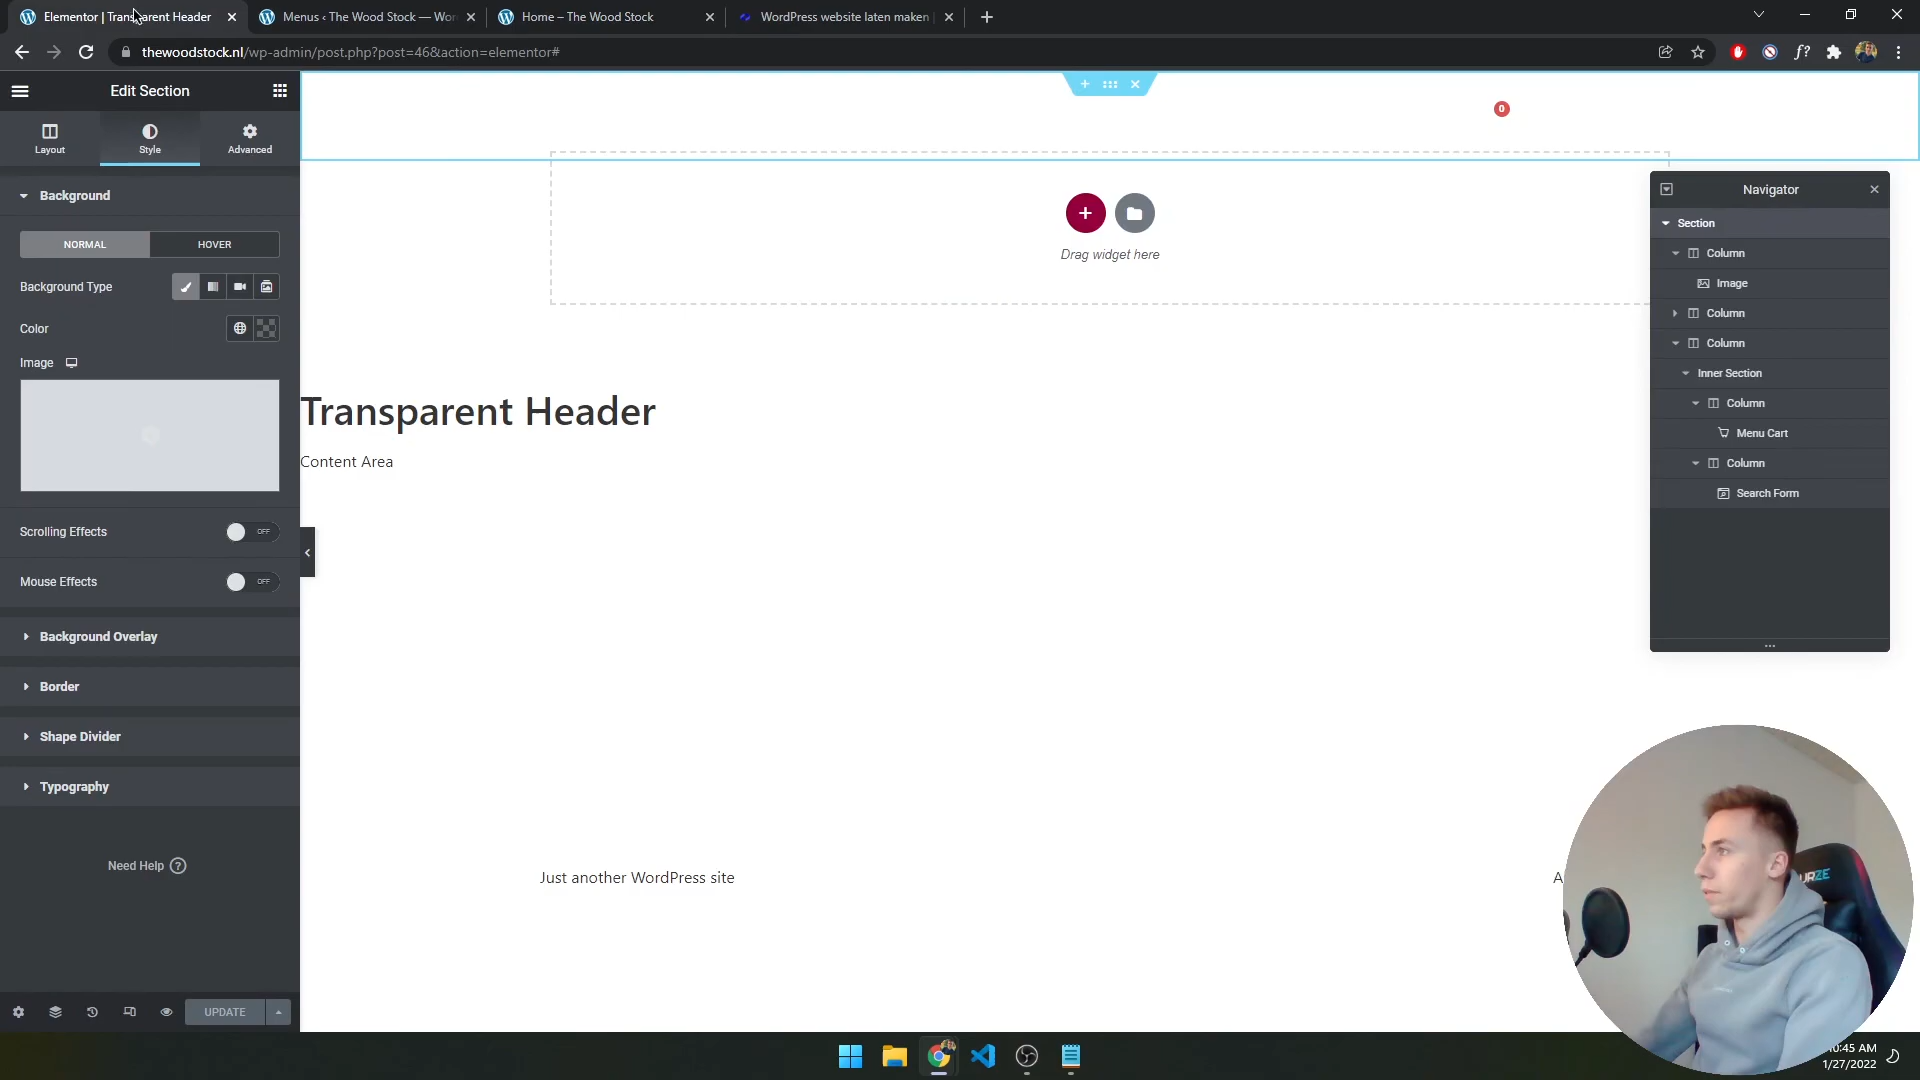 Elementor | Transparent Header
Menus ‹ The Wood Stock — Wor
Home – The Wood Stock
WordPress website laten maken
thewoodstock.nl/wp-admin/post.php?post=46&action=elementor#
Edit Section
Layout
Style
Advanced
Background
NORMAL
HOVER
Background Type
Color
Image
Scrolling Effects
OFF
Mouse Effects
OFF
Background Overlay
Border
Shape Divider
Typography
Need Help
UPDATE
0
Drag widget here
Transparent Header
Content Area
Just another WordPress site
A
Navigator
Section
Column
Image
Column
Column
Inner Section
Column
Menu Cart
Column
Search Form
10:45 AM
1/27/2022